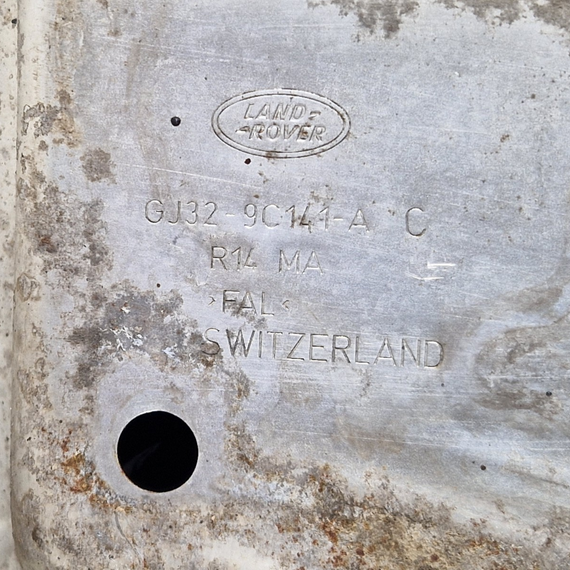 LAND-
-ROVER
GJ32-9C141-A C
R14 MA
>FAL<
SWITZERLAND